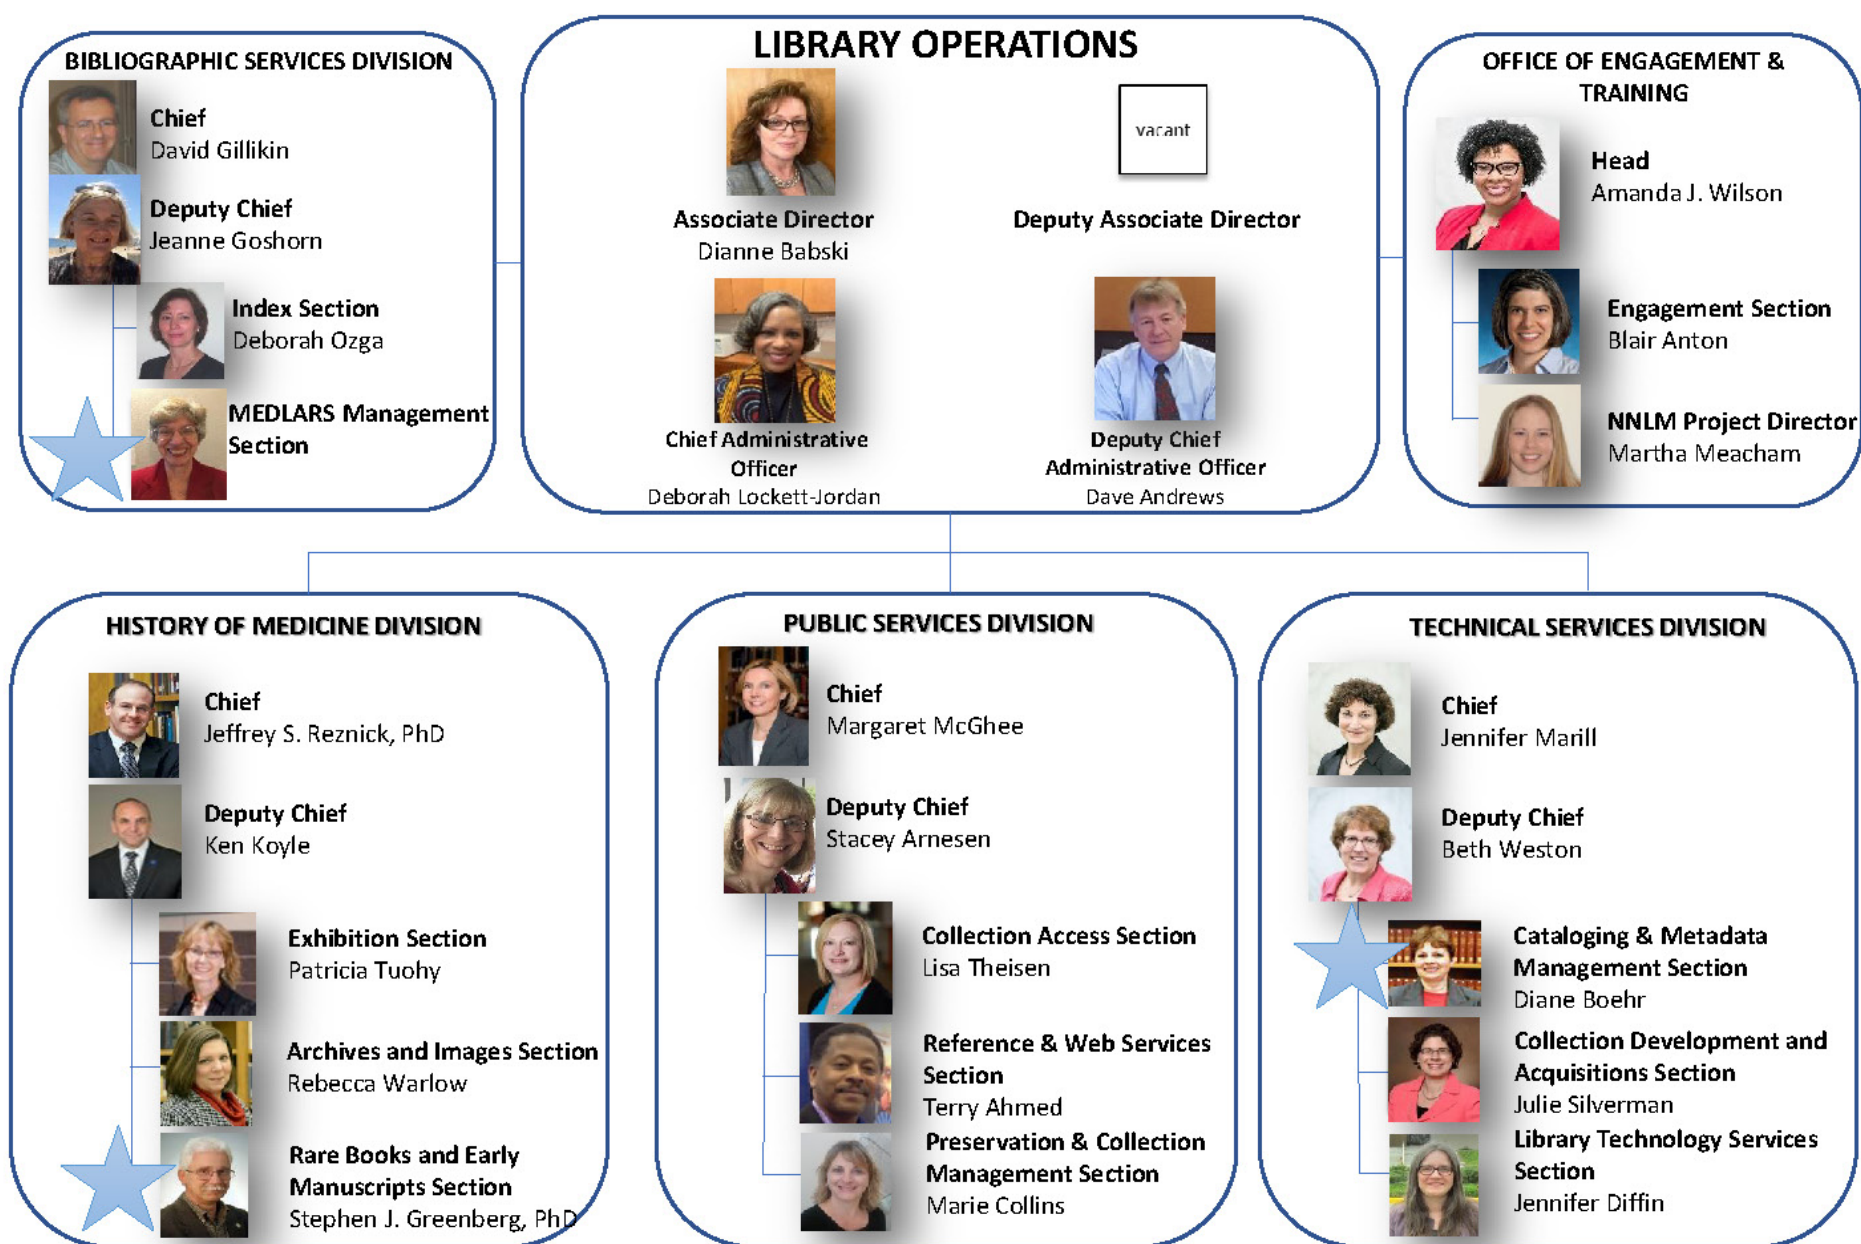 BIBLIOGRAPHIC SERVICES DIVISION
Chief
David Gillikin
Deputy Chief
Jeanne Goshorn
Index Section
Deborah Ozga
MEDLARS Management
Section
LIBRARY OPERATIONS
Associate Director
Dianne Babski
vacant
Deputy Associate Director
Chief Administrative
Officer
Deborah Lockett-Jordan
Deputy Chief
Administrative Officer
Dave Andrews
OFFICE OF ENGAGEMENT &
TRAINING
Head
Amanda J. Wilson
Engagement Section
Blair Anton
NNLM Project Director
Martha Meacham
HISTORY OF MEDICINE DIVISION
Chief
Jeffrey S. Reznick, PhD
Deputy Chief
Ken Koyle
Exhibition Section
Patricia Tuohy
Archives and Images Section
Rebecca Warlow
Rare Books and Early
Manuscripts Section
Stephen J. Greenberg, PhD
PUBLIC SERVICES DIVISION
Chief
Margaret McGhee
Deputy Chief
Stacey Arnesen
Collection Access Section
Lisa Theisen
Reference & Web Services
Section
Terry Ahmed
Preservation & Collection
Management Section
Marie Collins
TECHNICAL SERVICES DIVISION
Chief
Jennifer Marill
Deputy Chief
Beth Weston
Cataloging & Metadata
Management Section
Diane Boehr
Collection Development and
Acquisitions Section
Julie Silverman
Library Technology Services
Section
Jennifer Diffin